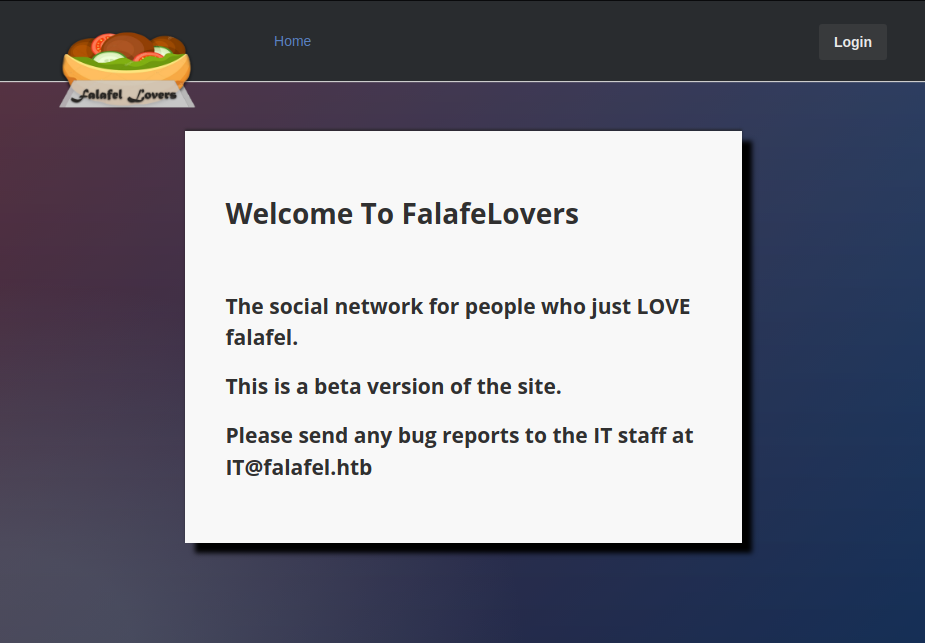 Home
Login
Falafel Lovers
Welcome To FalafeLovers
The social network for people who just LOVE
falafel.
This is a beta version of the site.
Please send any bug reports to the IT staff at
IT@falafel.htb